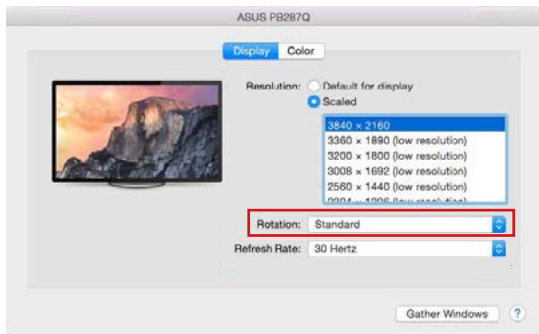 ASUS PB287Q
Display Color
Resolution: Default for display
Scaled
3840 × 2160
3360 × 1890 (low resolution)
3200 × 1800 (low resolution)
3008 × 1692 (low resolution)
2560 × 1440 (low resolution)
Rotation: Standard
Refresh Rate: 30 Hertz
Gather Windows ?